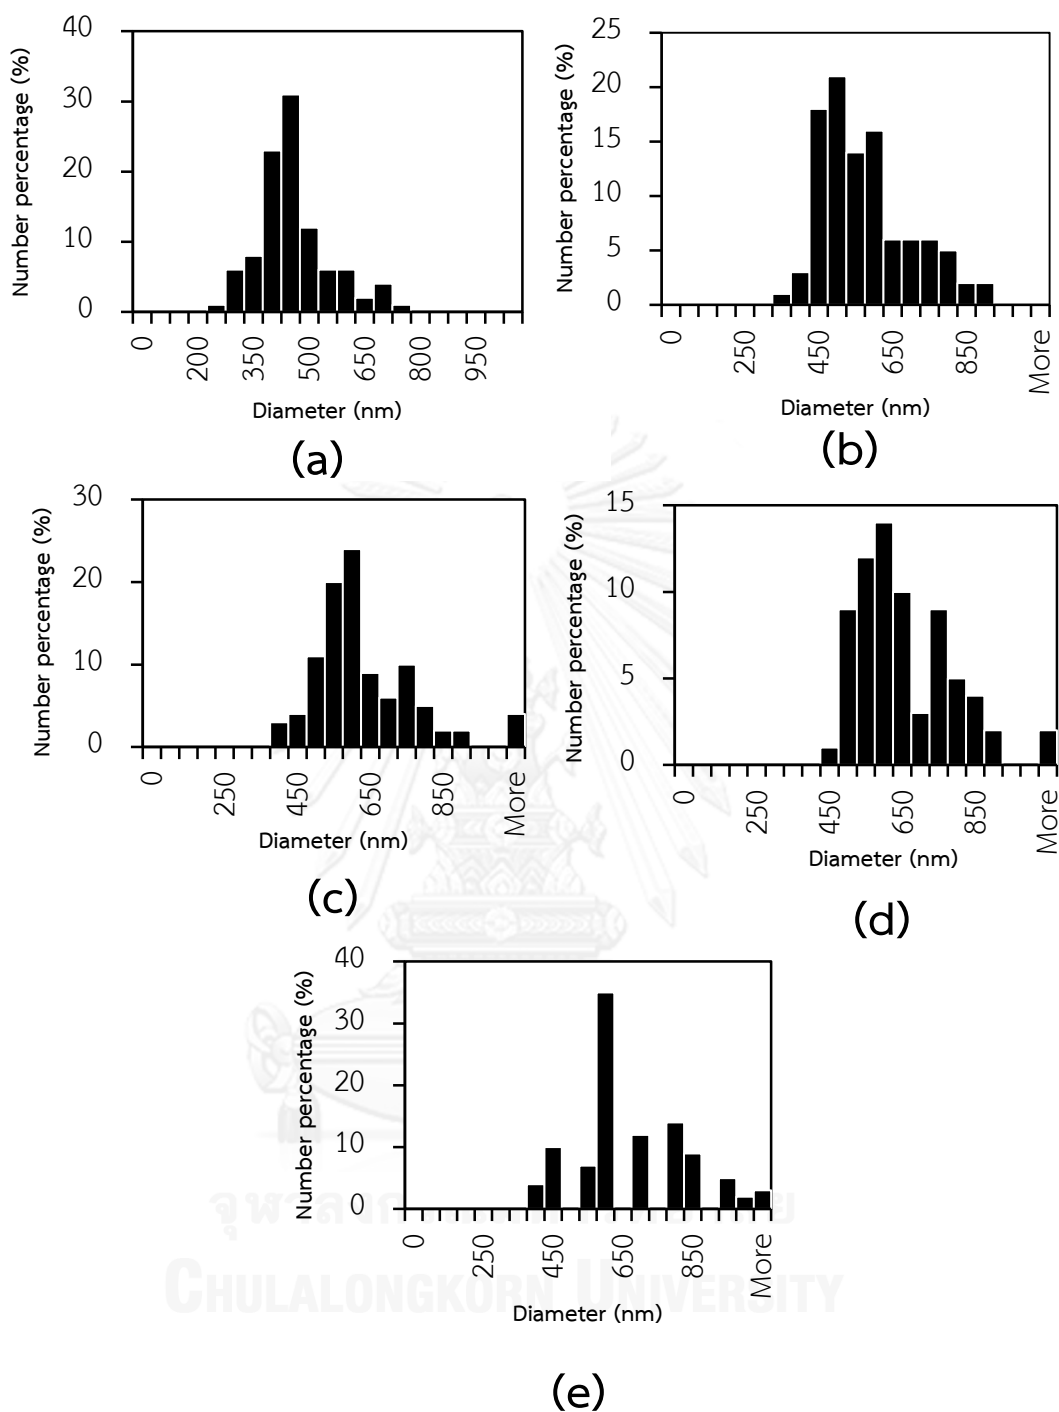 40
30
20
10
0
Number percentage (%)
0 200 350 500 650 800 950
Diameter (nm)
(a)
25
20
15
10
5
0
Number percentage (%)
0 250 450 650 850 More
Diameter (nm)
(b)
30
20
10
0
Number percentage (%)
0 250 450 650 850 More
Diameter (nm)
(c)
15
10
5
0
Number percentage (%)
0 250 450 650 850 More
Diameter (nm)
(d)
40
30
20
10
0
Number percentage (%)
0 250 450 650 850 More
Diameter (nm)
(e)
CHULALONGKORN UNIVERSITY